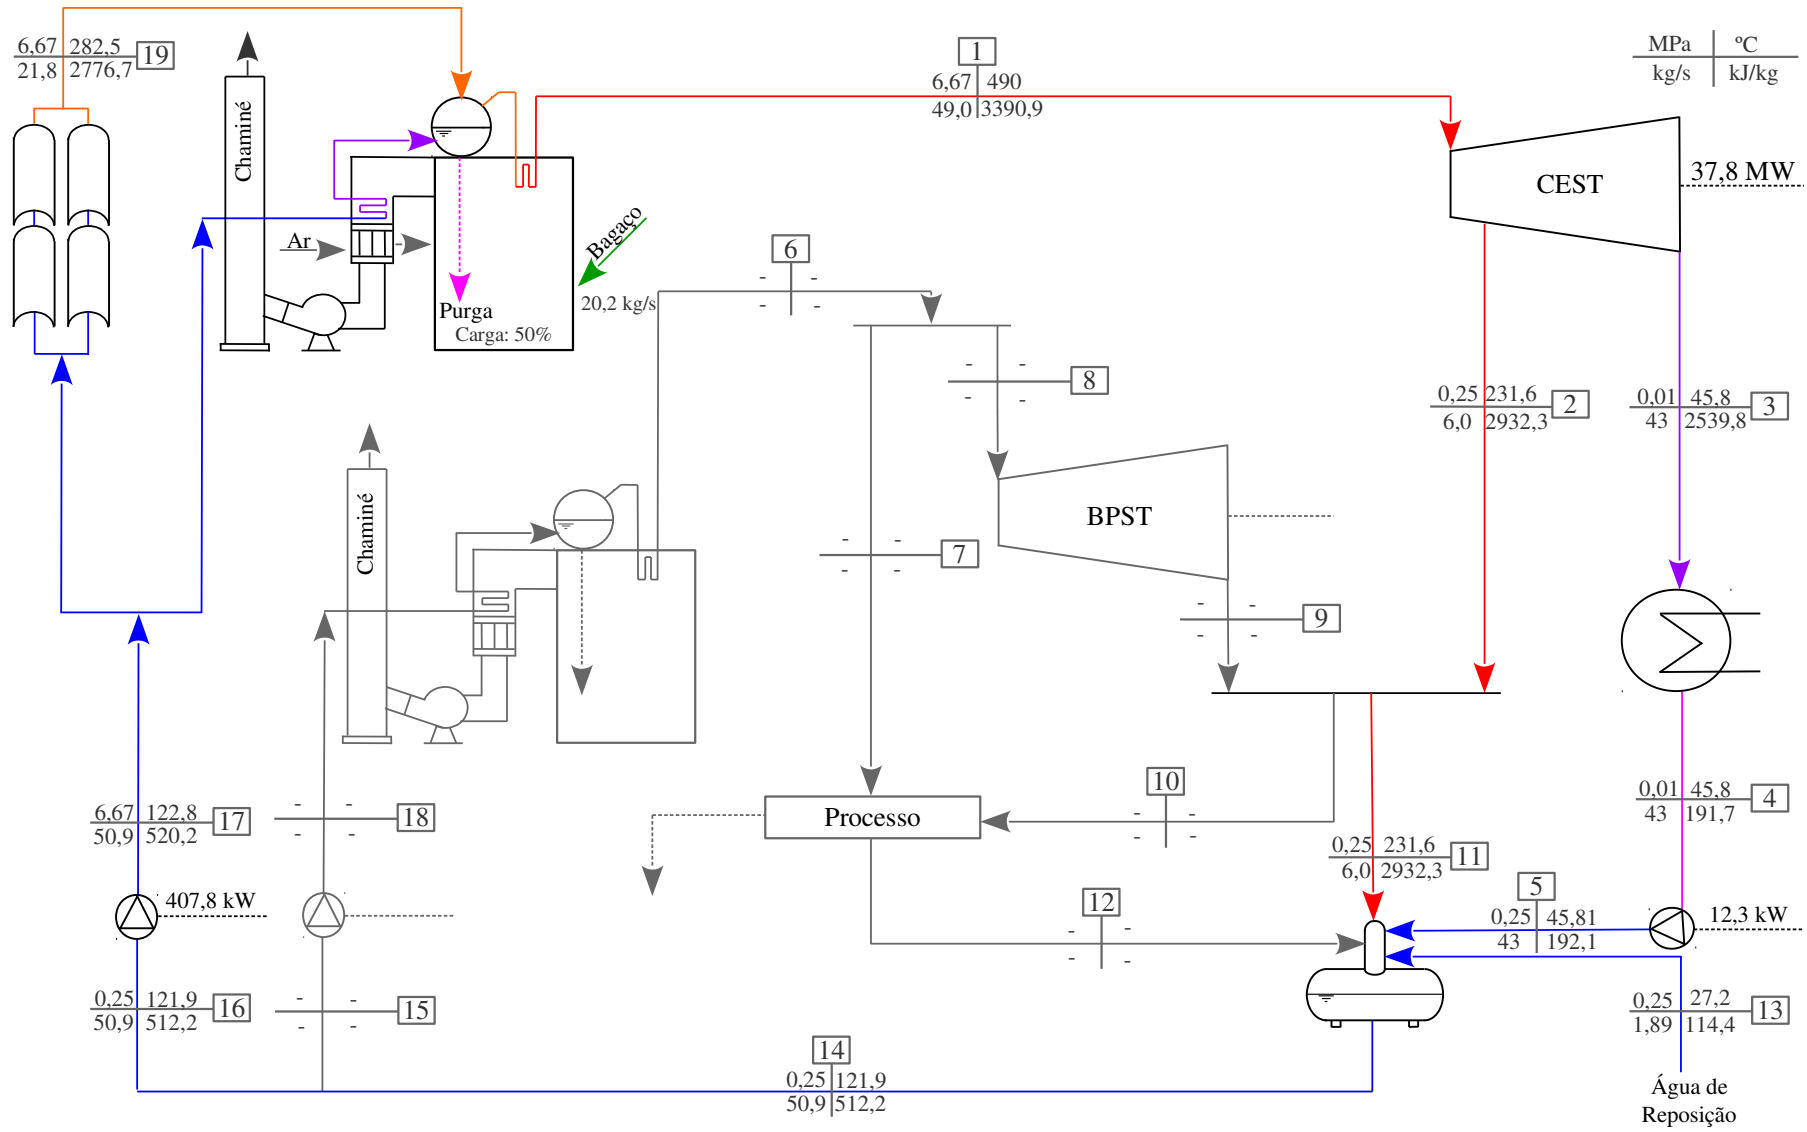 1
MPa ºC
kg/s kJ/kg
6,67 282,5 19
21,8 2776,7
6,67 490
49,0 3390,9
Chaminé
CEST
37,8 MW
Ar
Bagaço
Purga
20,2 kg/s
Carga: 50%
6
- -
- -
- - 8
- -
0,25 231,6 2
6,0 2932,3
0,01 45,8 3
43 2539,8
Chaminé
BPST
- - 7
- -
- - 9
- -
10
- -
- -
0,01 45,8 4
43 191,7
6,67 122,8 17
50,9 520,2
- - 18
- -
Processo
0,25 231,6 11
6,0 2932,3
407,8 kW
12
- -
- -
5
0,25 45,81
43 192,1
12,3 kW
0,25 121,9 16
50,9 512,2
- - 15
- -
0,25 27,2 13
1,89 114,4
14
0,25 121,9
50,9 512,2
Água de
Reposição